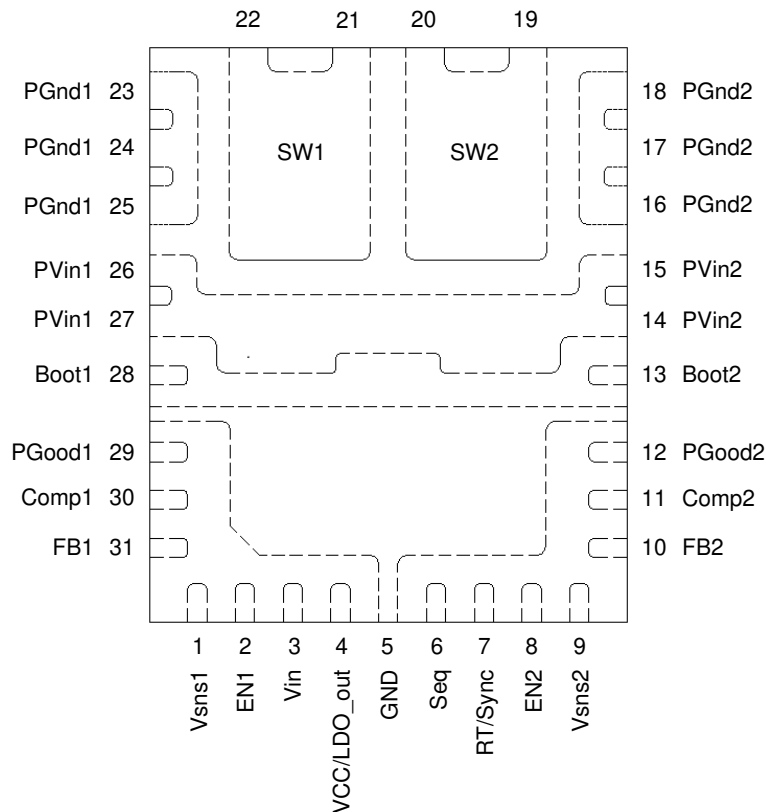 22 21 20 19
PGnd1 23
18 PGnd2
SW1
SW2
PGnd1 24
17 PGnd2
PGnd1 25
16 PGnd2
PVin1 26
15 PVin2
PVin1 27
14 PVin2
Boot1 28
13 Boot2
PGood1 29
12 PGood2
Comp1 30
11 Comp2
FB1 31
10 FB2
1 2 3 4 5 6 7 8 9
Vsns1
EN1
Vin
VCC/LDO_out
GND
Seq
RT/Sync
EN2
Vsns2